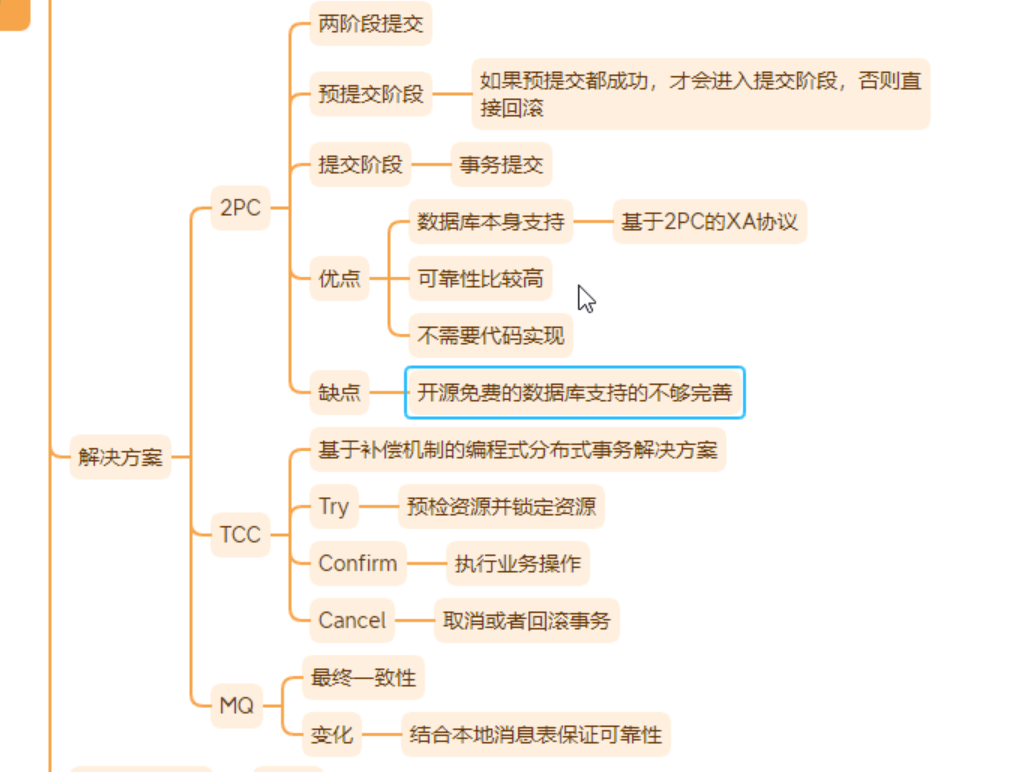 两阶段提交
预提交阶段
如果预提交都成功，才会进入提交阶段，否则直
接回滚
提交阶段
事务提交
2PC
数据库本身支持
基于2PC的XA协议
优点
可靠性比较高
不需要代码实现
缺点
开源免费的数据库支持的不够完善
解决方案
基于补偿机制的编程式分布式事务解决方案
Try
预检资源并锁定资源
TCC
Confirm
执行业务操作
Cancel
取消或者回滚事务
最终一致性
MQ
变化
结合本地消息表保证可靠性